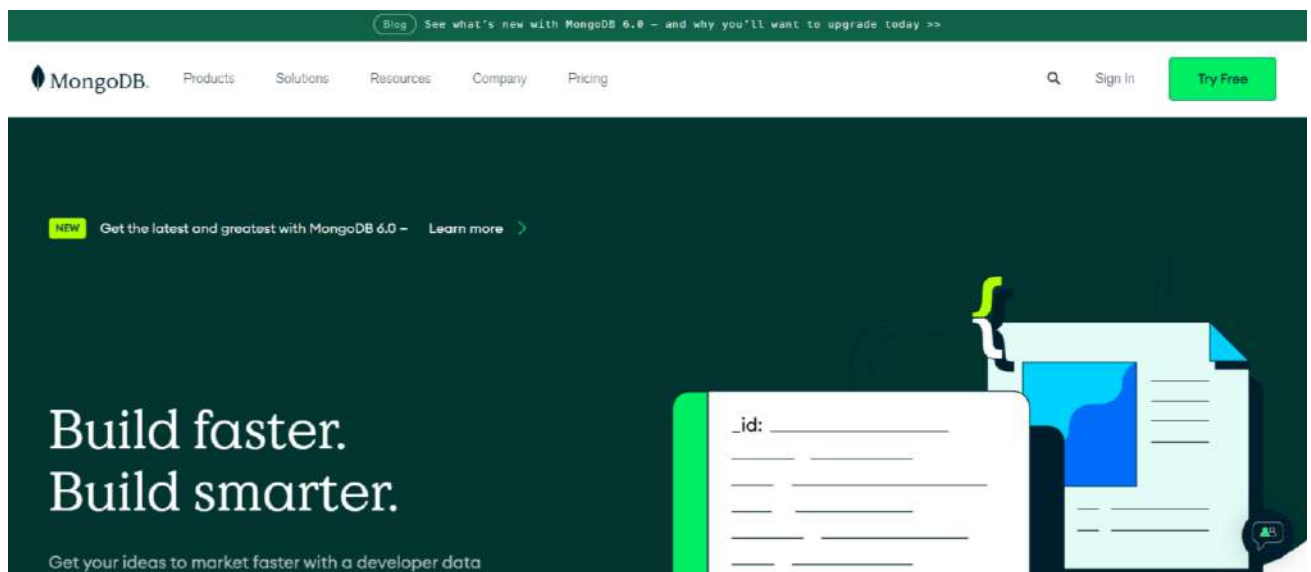 Blog See what's new with MongoDB 6.0 — and why you'll want to upgrade today >>
MongoDB. Products Solutions Resources Company Pricing Sign In Try Free
NEW Get the latest and greatest with MongoDB 6.0 – Learn more >
Build faster.
Build smarter.
Get your ideas to market faster with a developer data
{
_id: